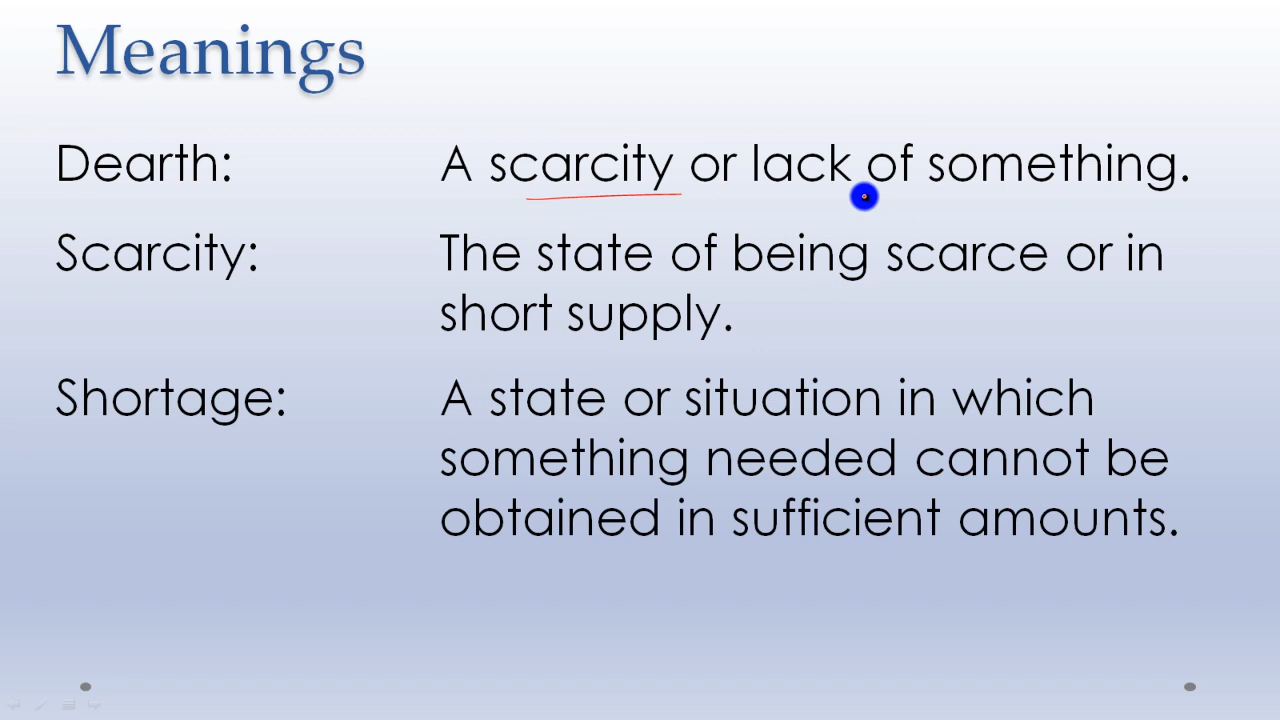 Meanings
Dearth: A scarcity or lack of something.
Scarcity: The state of being scarce or in
short supply.
Shortage: A state or situation in which
something needed cannot be
obtained in sufficient amounts.